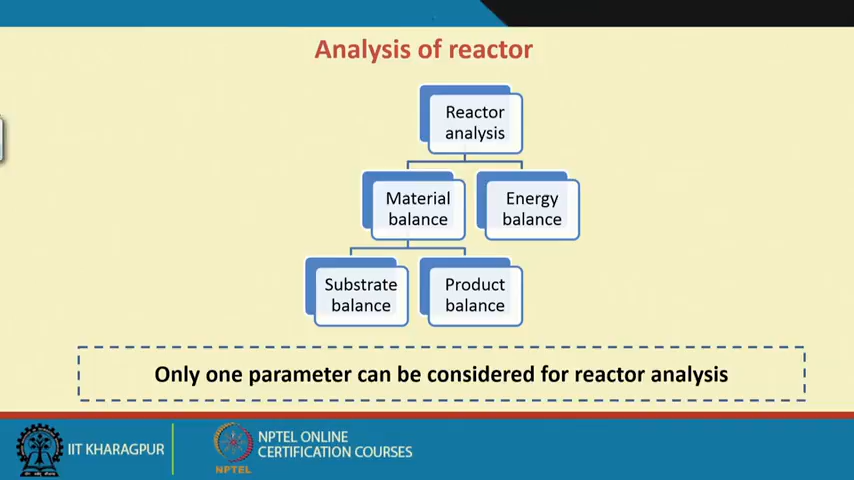 Analysis of reactor
Reactor
analysis
Material
balance
Energy
balance
Substrate
balance
Product
balance
Only one parameter can be considered for reactor analysis
IIT KHARAGPUR
NPTEL
NPTEL ONLINE
CERTIFICATION COURSES